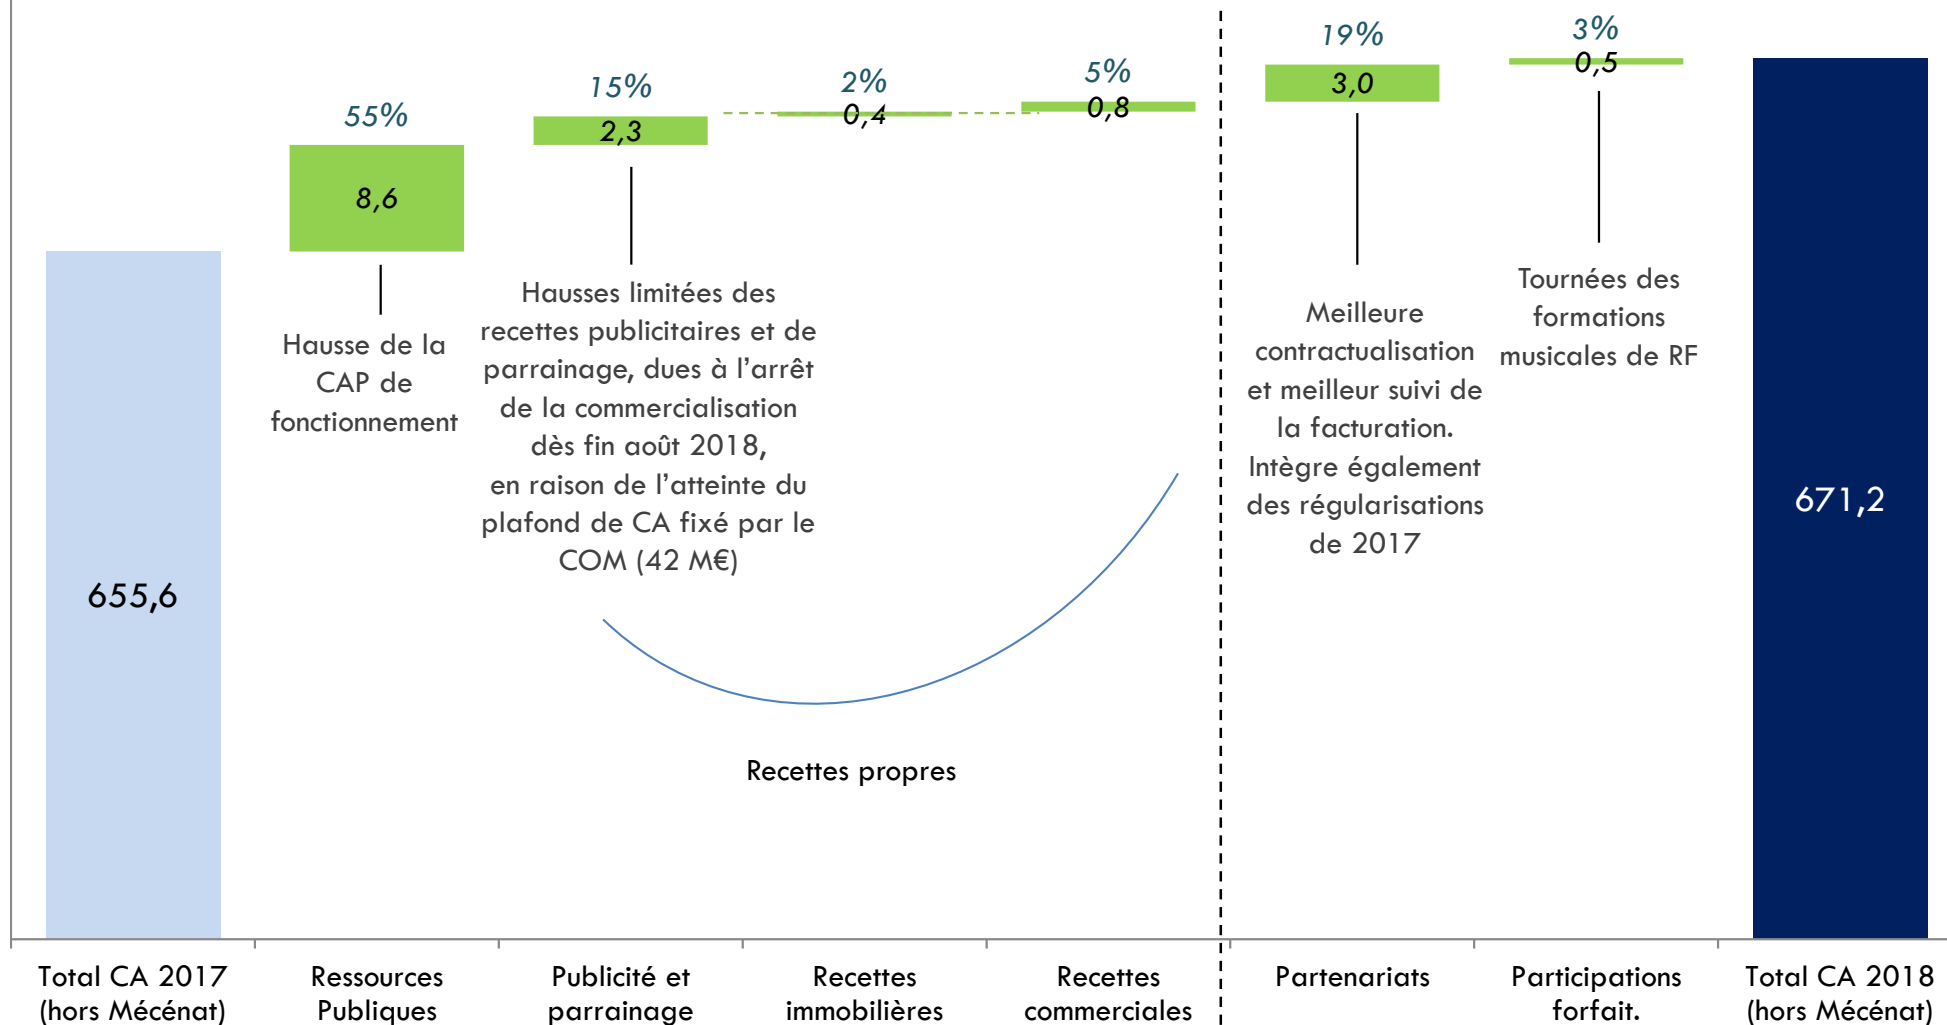 55%
8,6
15%
2,3
2%
0,4
5%
0,8
19%
3,0
3%
0,5
655,6
Hausse de la
CAP de
fonctionnement
Hausses limitées des
recettes publicitaires et de
parrainage, dues à l’arrêt
de la commercialisation
dès fin août 2018,
en raison de l’atteinte du
plafond de CA fixé par le
COM (42 M€)
Recettes propres
Meilleure
contractualisation
et meilleur suivi de
la facturation.
Intègre également
des régularisations
de 2017
Tournées des
formations
musicales de RF
671,2
Total CA 2017
(hors Mécénat)
Ressources
Publiques
Publicité et
parrainage
Recettes
immobilières
Recettes
commerciales
Partenariats
Participations
forfait.
Total CA 2018
(hors Mécénat)